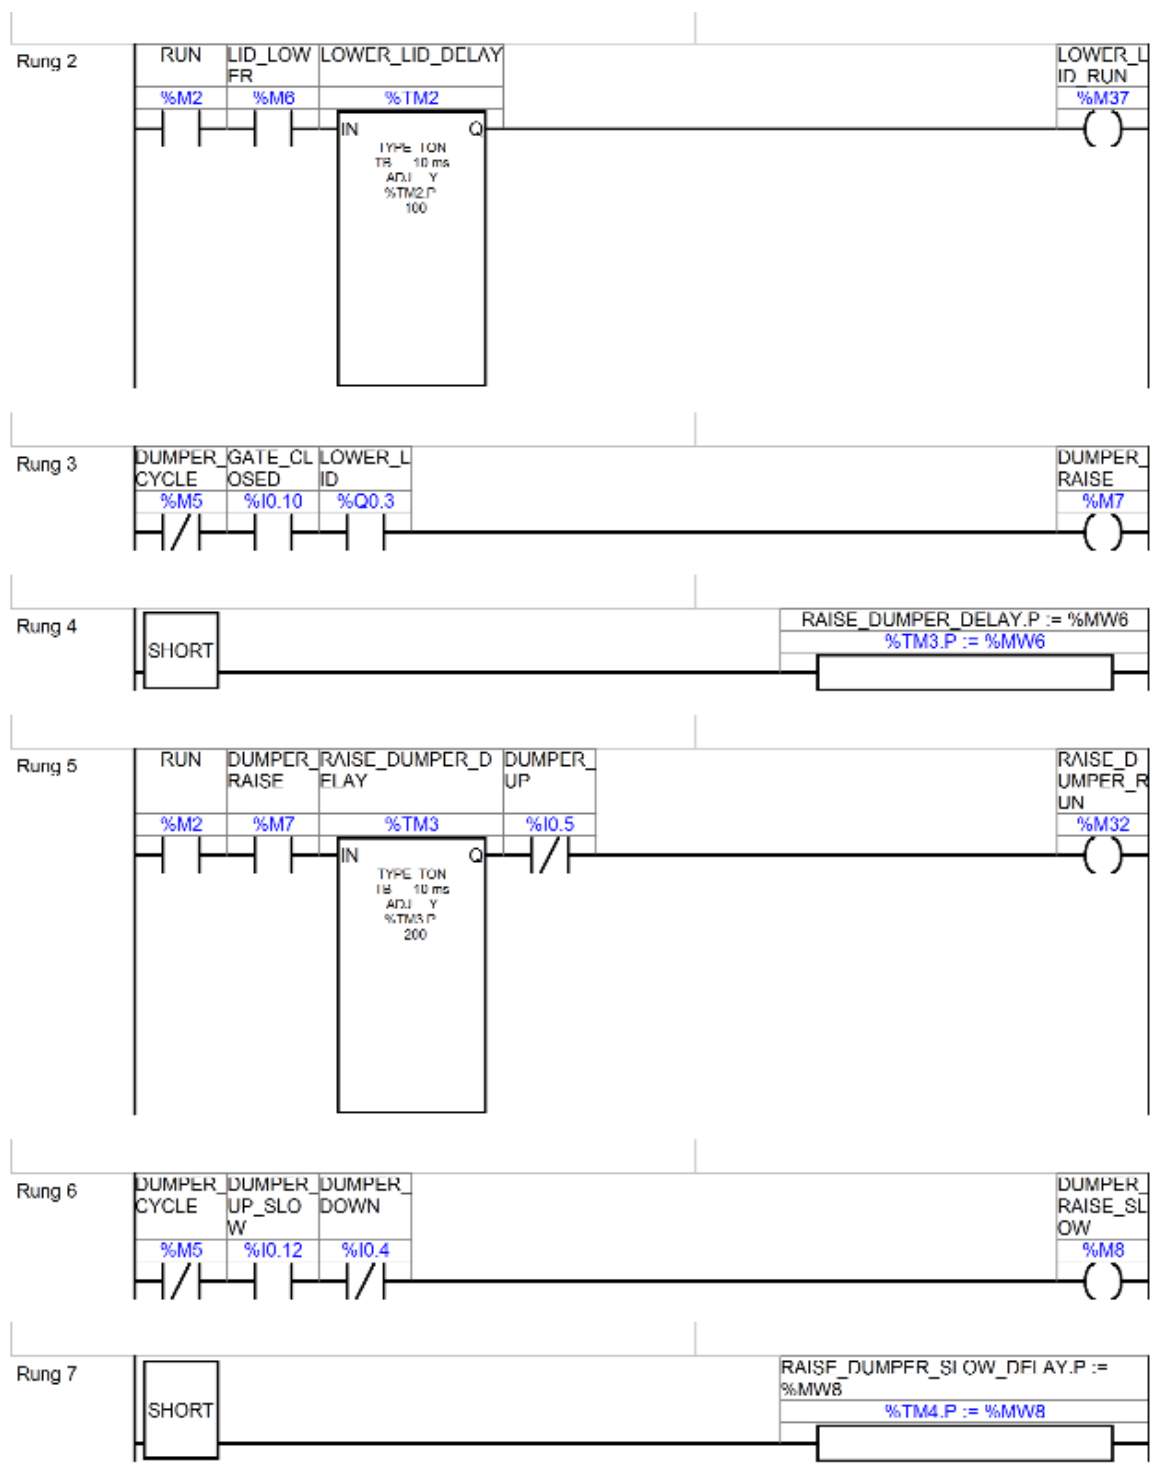 Rung 2
RUN
LID_LOW
ER
LOWER_LID_DELAY
LOWER_L
ID_RUN
%M2
%M6
%TM2
%M37
IN
Q
TYPE TON
TB 10 ms
ADJ Y
%TM2.P
100
Rung 3
DUMPER_
CYCLE
GATE_CL
OSED
LOWER_L
ID
DUMPER_
RAISE
%M5
%I0.10
%Q0.3
%M7
Rung 4
SHORT
RAISE_DUMPER_DELAY.P := %MW6
%TM3.P := %MW6
Rung 5
RUN
DUMPER_
RAISE
RAISE_DUMPER_D
ELAY
DUMPER_
UP
RAISE_D
UMPER_R
UN
%M2
%M7
%TM3
%I0.5
%M32
IN
Q
TYPE TON
TB 10 ms
ADJ Y
%TM3.P
200
Rung 6
DUMPER_
CYCLE
DUMPER_
UP_SLO
W
DUMPER_
DOWN
DUMPER_
RAISE_SL
OW
%M5
%I0.12
%I0.4
%M8
Rung 7
SHORT
RAISE_DUMPER_SLOW_DELAY.P :=
%MW8
%TM4.P := %MW8